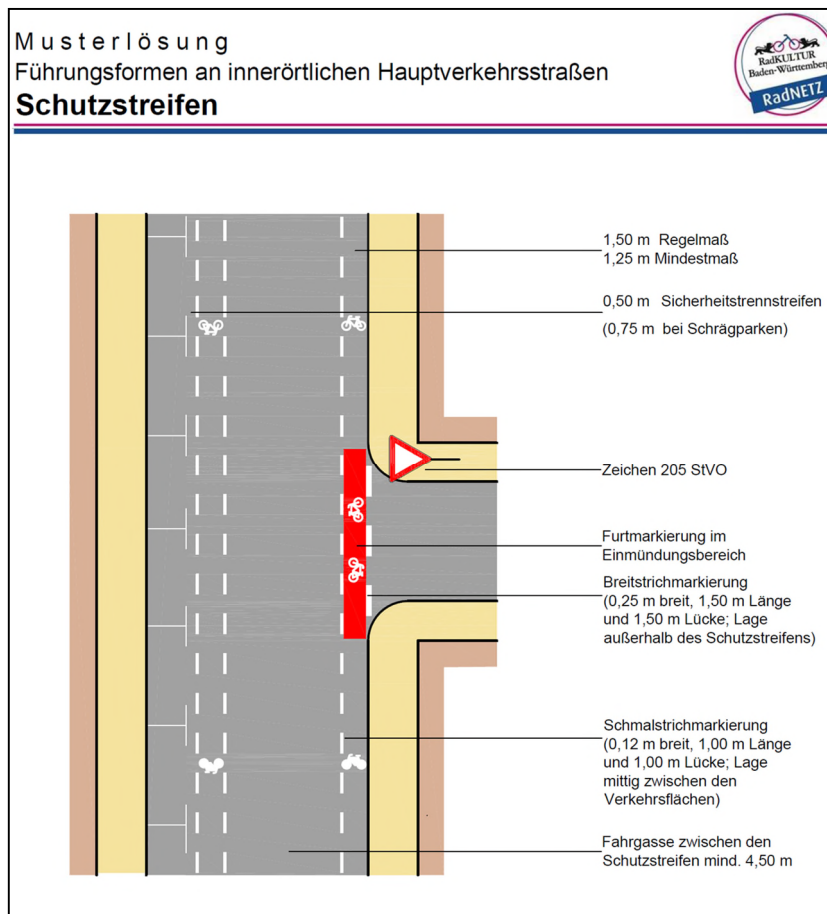 Musterlösung
Führungsformen an innerörtlichen Hauptverkehrsstraßen
Schutzstreifen
RadKULTUR
Baden-Württemberg
RadNETZ
1,50 m Regelmaß
1,25 m Mindestmaß
0,50 m Sicherheitstrennstreifen
(0,75 m bei Schrägparken)
Zeichen 205 StVO
Furtmarkierung im
Einmündungsbereich
Breitstrichmarkierung
(0,25 m breit, 1,50 m Länge
und 1,50 m Lücke; Lage
außerhalb des Schutzstreifens)
Schmalstrichmarkierung
(0,12 m breit, 1,00 m Länge
und 1,00 m Lücke; Lage
mittig zwischen den
Verkehrsflächen)
Fahrgasse zwischen den
Schutzstreifen mind. 4,50 m